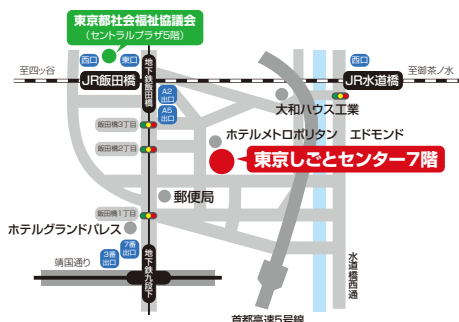 東京都社会福祉協議会
（セントラルプラザ5階）
西口
東口
西口
至四ッ谷
JR飯田橋
地下鉄飯田橋
JR水道橋
至御茶ノ水
A2
出口
A5
出口
大和ハウス工業
飯田橋3丁目
ホテルメトロポリタン　エドモンド
飯田橋2丁目
東京しごとセンター7階
郵便局
飯田橋1丁目
ホテルグランドパレス
7番
出口
3番
出口
靖国通り
地下鉄九段下
水道橋西通
首都高速5号線